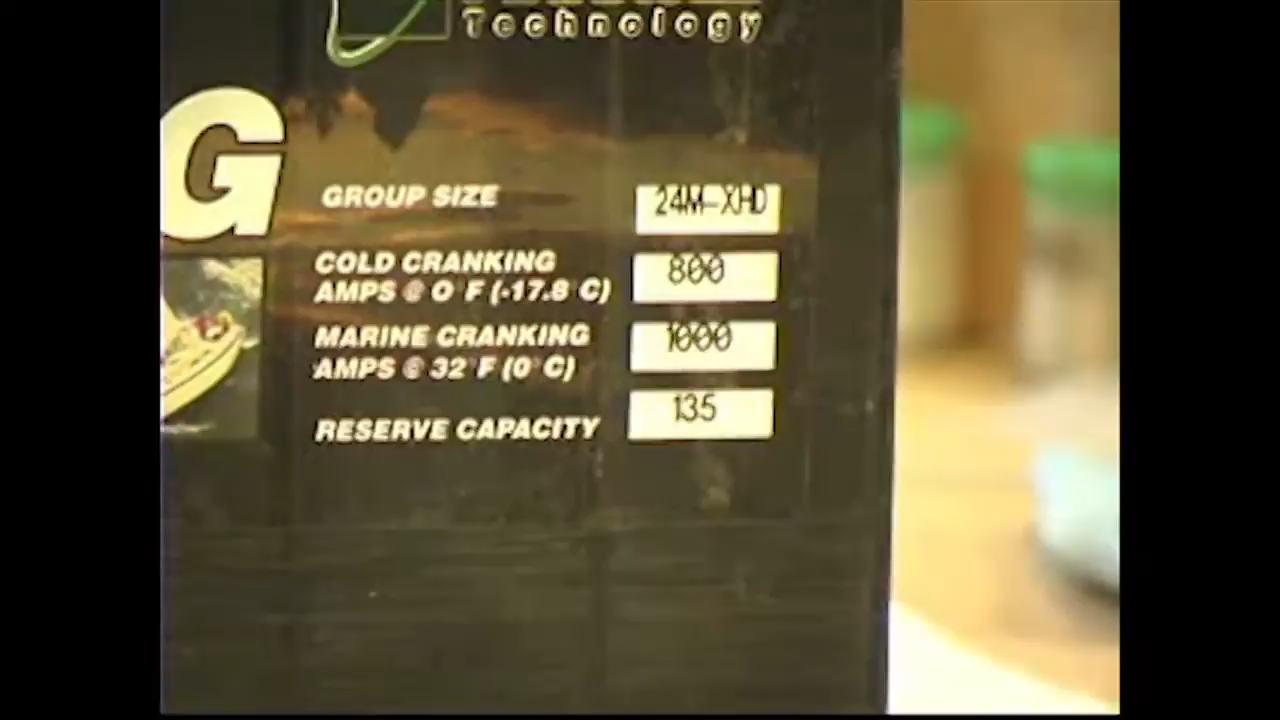 Technology
G
GROUP SIZE 24M-XHD
COLD CRANKING
AMPS @ 0°F (-17.8°C) 800
MARINE CRANKING
AMPS @ 32°F (0°C) 1000
RESERVE CAPACITY 135